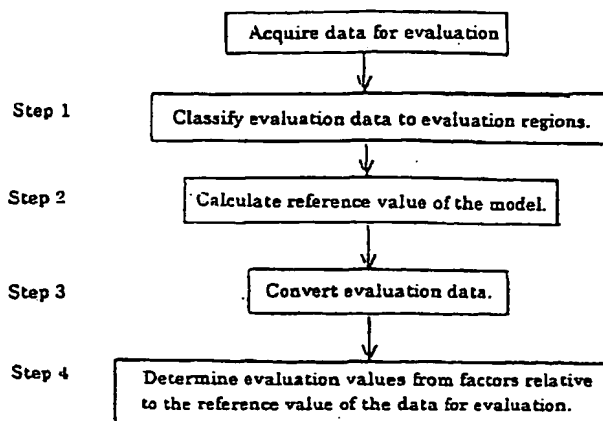 Acquire data for evaluation
Step 1
Classify evaluation data to evaluation regions.
Step 2
Calculate reference value of the model.
Step 3
Convert evaluation data.
Step 4
Determine evaluation values from factors relative
to the reference value of the data for evaluation.